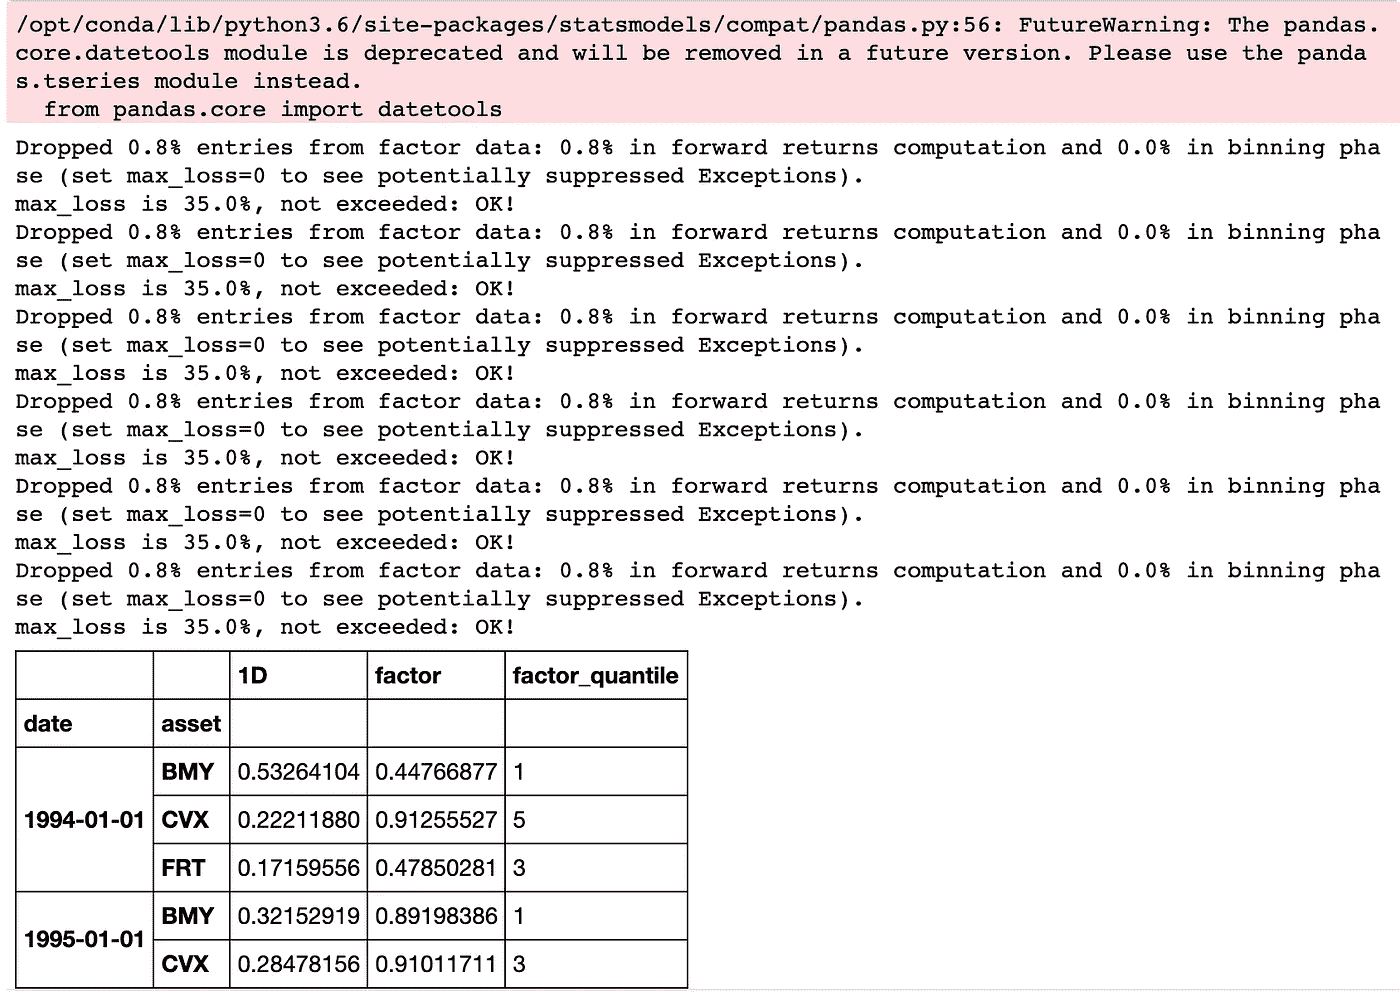 /opt/conda/lib/python3.6/site-packages/statsmodels/compat/pandas.py:56: FutureWarning: The pandas.
core.datetools module is deprecated and will be removed in a future version. Please use the panda
s.tseries module instead.
  from pandas.core import datetools
Dropped 0.8% entries from factor data: 0.8% in forward returns computation and 0.0% in binning pha
se (set max_loss=0 to see potentially suppressed Exceptions).
max_loss is 35.0%, not exceeded: OK!
Dropped 0.8% entries from factor data: 0.8% in forward returns computation and 0.0% in binning pha
se (set max_loss=0 to see potentially suppressed Exceptions).
max_loss is 35.0%, not exceeded: OK!
Dropped 0.8% entries from factor data: 0.8% in forward returns computation and 0.0% in binning pha
se (set max_loss=0 to see potentially suppressed Exceptions).
max_loss is 35.0%, not exceeded: OK!
Dropped 0.8% entries from factor data: 0.8% in forward returns computation and 0.0% in binning pha
se (set max_loss=0 to see potentially suppressed Exceptions).
max_loss is 35.0%, not exceeded: OK!
Dropped 0.8% entries from factor data: 0.8% in forward returns computation and 0.0% in binning pha
se (set max_loss=0 to see potentially suppressed Exceptions).
max_loss is 35.0%, not exceeded: OK!
Dropped 0.8% entries from factor data: 0.8% in forward returns computation and 0.0% in binning pha
se (set max_loss=0 to see potentially suppressed Exceptions).
max_loss is 35.0%, not exceeded: OK!
1D factor factor_quantile
date asset
BMY 0.53264104 0.44766877 1
1994-01-01 CVX 0.22211880 0.91255527 5
FRT 0.17159556 0.47850281 3
BMY 0.32152919 0.89198386 1
1995-01-01
CVX 0.28478156 0.91011711 3